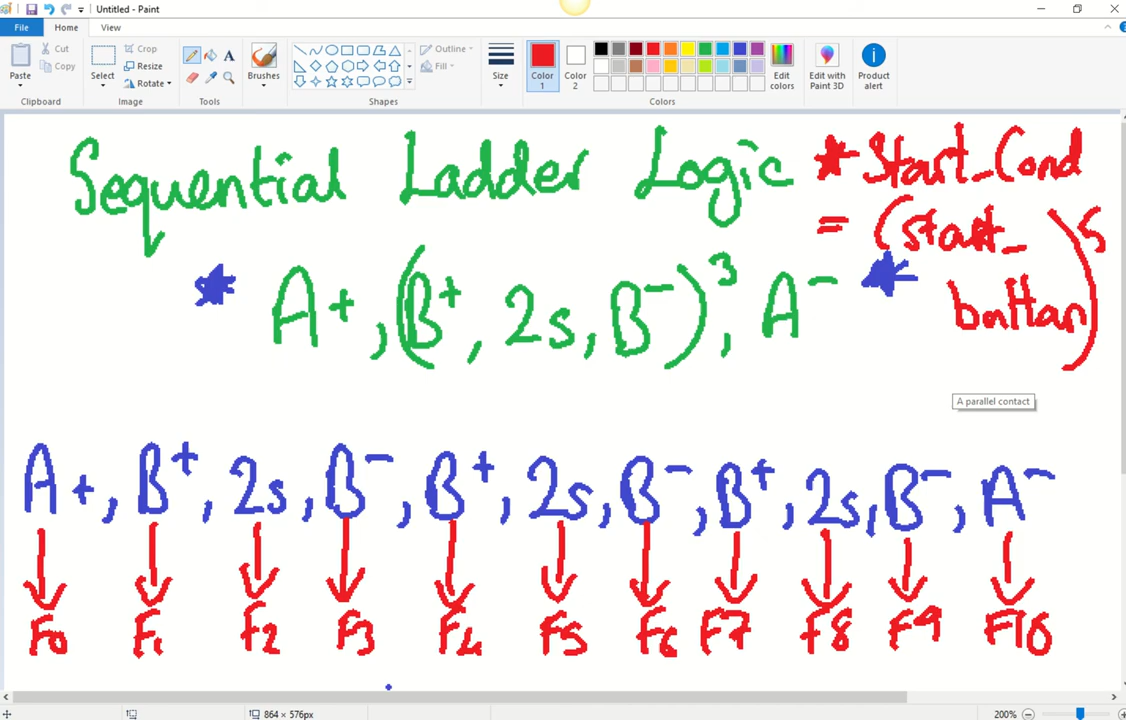 Untitled - Paint
File Home View
Paste Cut Copy Clipboard
Select Crop Resize Rotate Image
A Tools
Brushes
Shapes Outline Fill
Size
Color 1 Color 2 Edit colors Colors
Edit with Paint 3D
Product alert
Sequential Ladder Logic
* Start_Cond
= (start_ buttan)5
* A+, (B+, 2s, B-)3, A- *
A parallel contact
A+, B+, 2s, B-, B+, 2s, B-, B+, 2s, B-, A-
F0 F1 F2 F3 F4 F5 F6 F7 F8 F9 F10
864 × 576px 200%